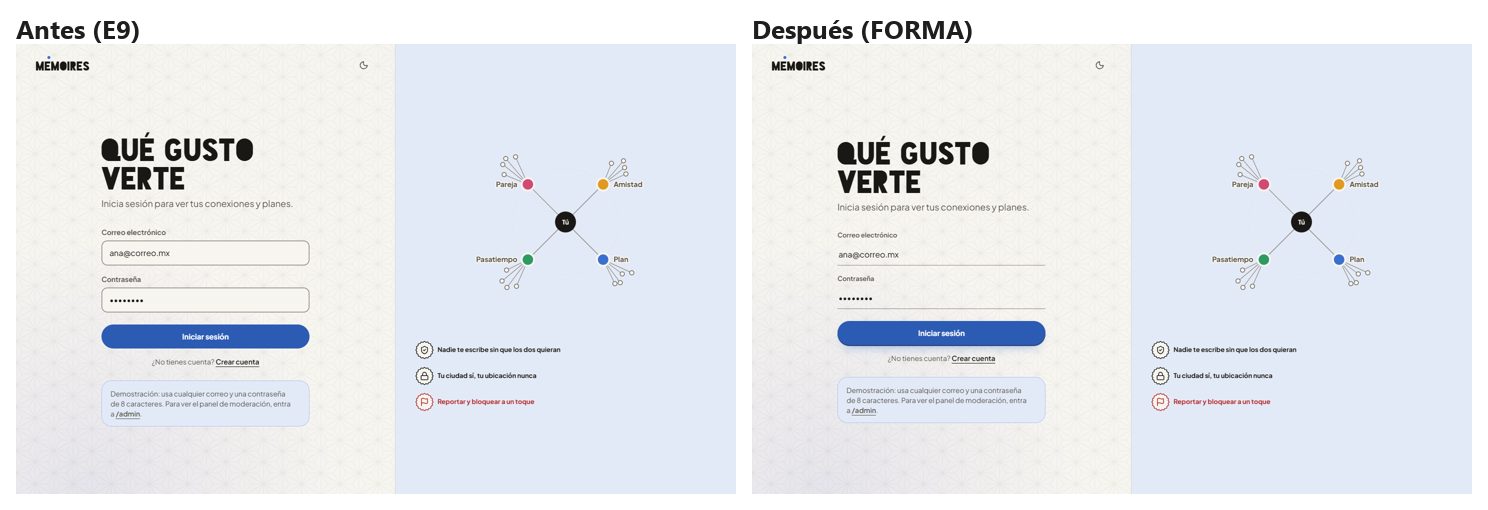 Antes (E9)
MÉMOIRES
QUÉ GUSTO
VERTE
Inicia sesión para ver tus conexiones y planes.
Correo electrónico
ana@correo.mx
Contraseña
••••••••
Iniciar sesión
¿No tienes cuenta? Crear cuenta
Demostración: usa cualquier correo y una contraseña
de 8 caracteres. Para ver el panel de moderación, entra
a /admin.
Pareja
Amistad
Tú
Pasatiempo
Plan
Nadie te escribe sin que los dos quieran
Tu ciudad sí, tu ubicación nunca
Reportar y bloquear a un toque
Después (FORMA)
MÉMOIRES
QUÉ GUSTO
VERTE
Inicia sesión para ver tus conexiones y planes.
Correo electrónico
ana@correo.mx
Contraseña
••••••••
Iniciar sesión
¿No tienes cuenta? Crear cuenta
Demostración: usa cualquier correo y una contraseña
de 8 caracteres. Para ver el panel de moderación, entra
a /admin.
Pareja
Amistad
Tú
Pasatiempo
Plan
Nadie te escribe sin que los dos quieran
Tu ciudad sí, tu ubicación nunca
Reportar y bloquear a un toque